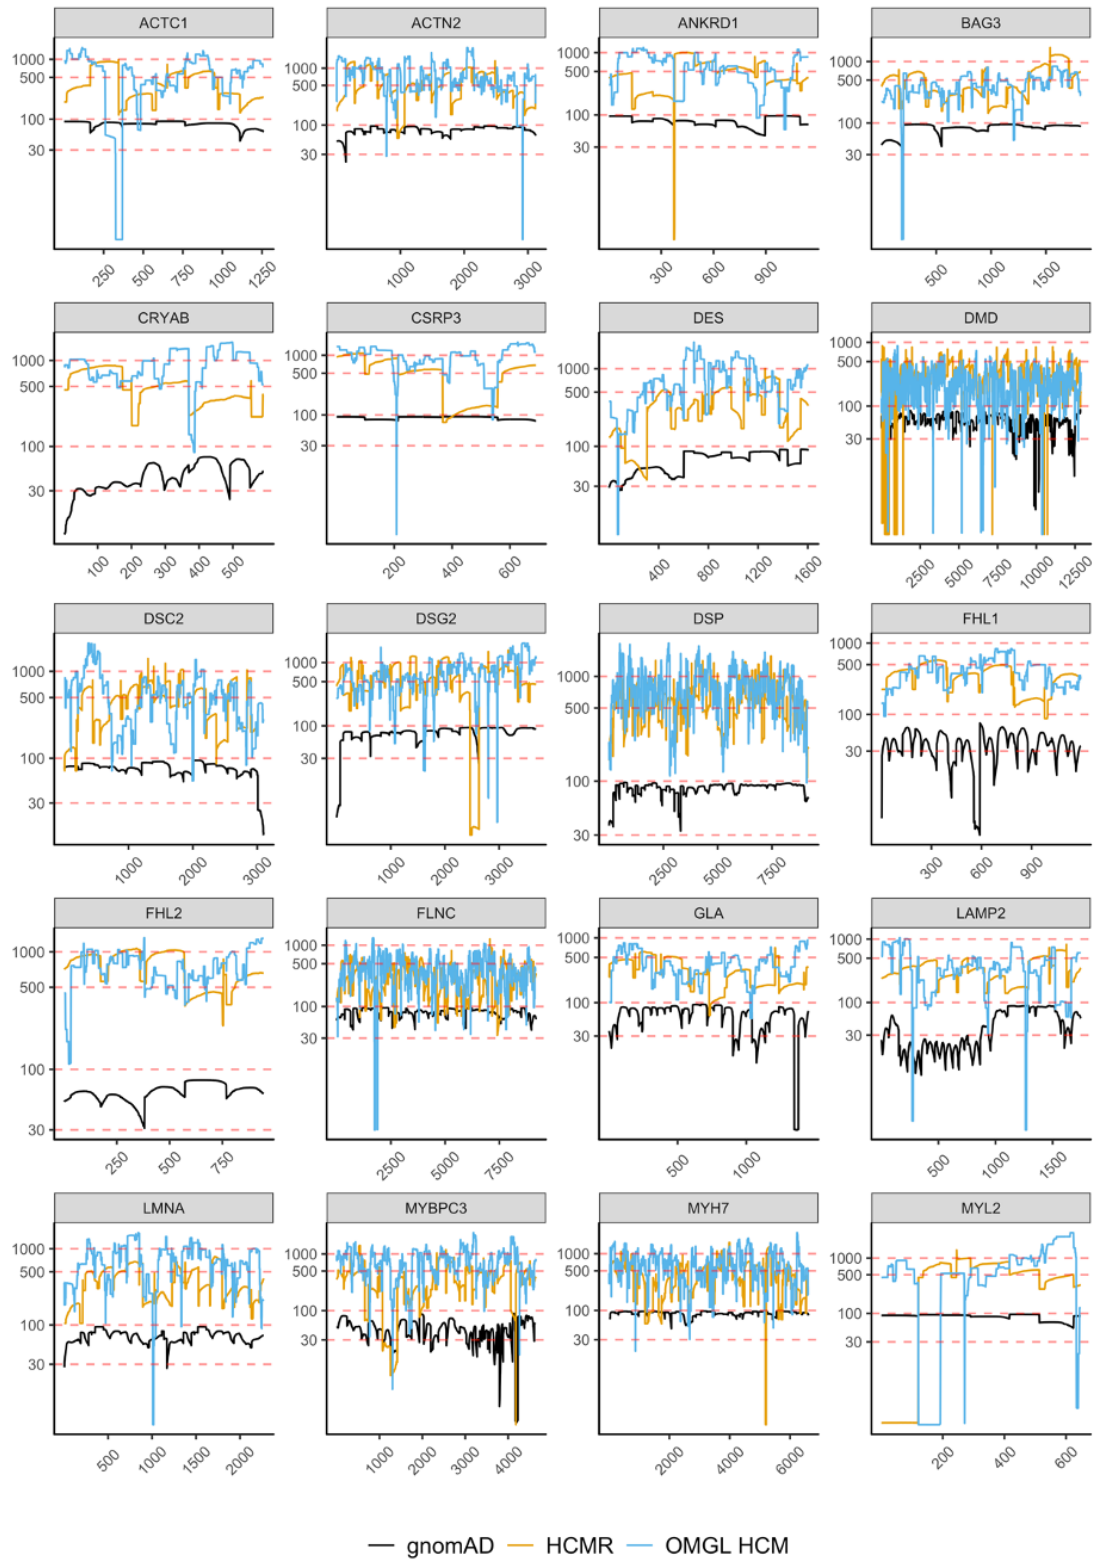 ACTC1 ACTN2 ANKRD1 BAG3
1000 1000 1000 1000
500 500 500 500
100 100 100 100
30 30 30 30
250 500 750 1000 1250 1000 2000 3000 300 600 900 500 1000 1500
CRYAB CSRP3 DES DMD
1000 1000 1000 1000
500 500 500 500
100 100 100 100
30 30 30 30
100 200 300 400 500 200 400 600 400 800 1200 1600 2500 5000 7500 10000 12500
DSC2 DSG2 DSP FHL1
1000 1000 1000 1000
500 500 500 500
100 100 100 100
30 30 30 30
1000 2000 3000 1000 2000 3000 2500 5000 7500 300 600 900
FHL2 FLNC GLA LAMP2
1000 1000 1000 1000
500 500 500 500
100 100 100 100
30 30 30 30
250 500 750 2500 5000 7500 500 1000 500 1000 1500
LMNA MYBPC3 MYH7 MYL2
1000 1000 1000 1000
500 500 500 500
100 100 100 100
30 30 30 30
500 1000 1500 2000 1000 2000 3000 4000 2000 4000 6000 200 400 600
gnomAD HCMR OMGL HCM